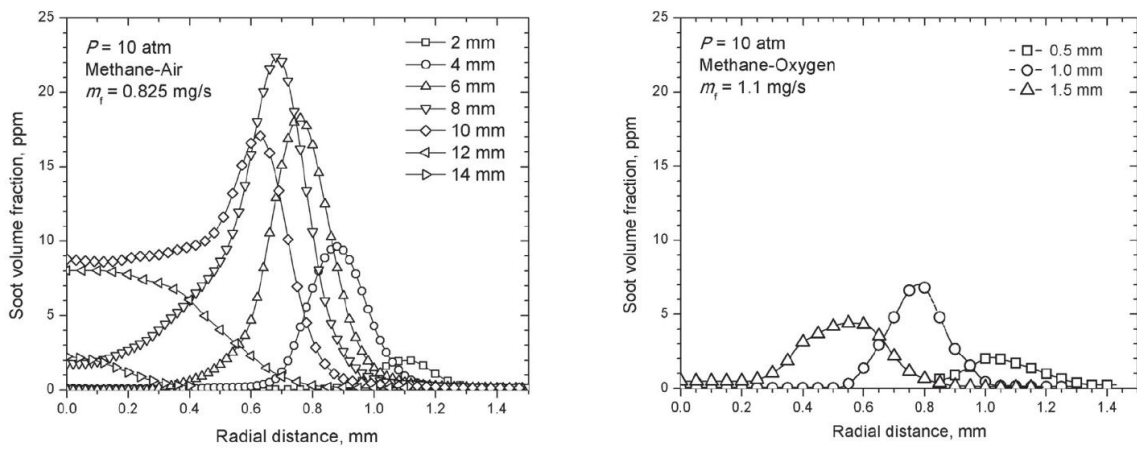 P = 10 atm
Methane-Air
m_f = 0.825 mg/s
2 mm
4 mm
6 mm
8 mm
10 mm
12 mm
14 mm
Soot volume fraction, ppm
25
20
15
10
5
0
0.0 0.2 0.4 0.6 0.8 1.0 1.2 1.4
Radial distance, mm
P = 10 atm
Methane-Oxygen
m_f = 1.1 mg/s
0.5 mm
1.0 mm
1.5 mm
Soot volume fraction, ppm
25
20
15
10
5
0
0.0 0.2 0.4 0.6 0.8 1.0 1.2 1.4
Radial distance, mm